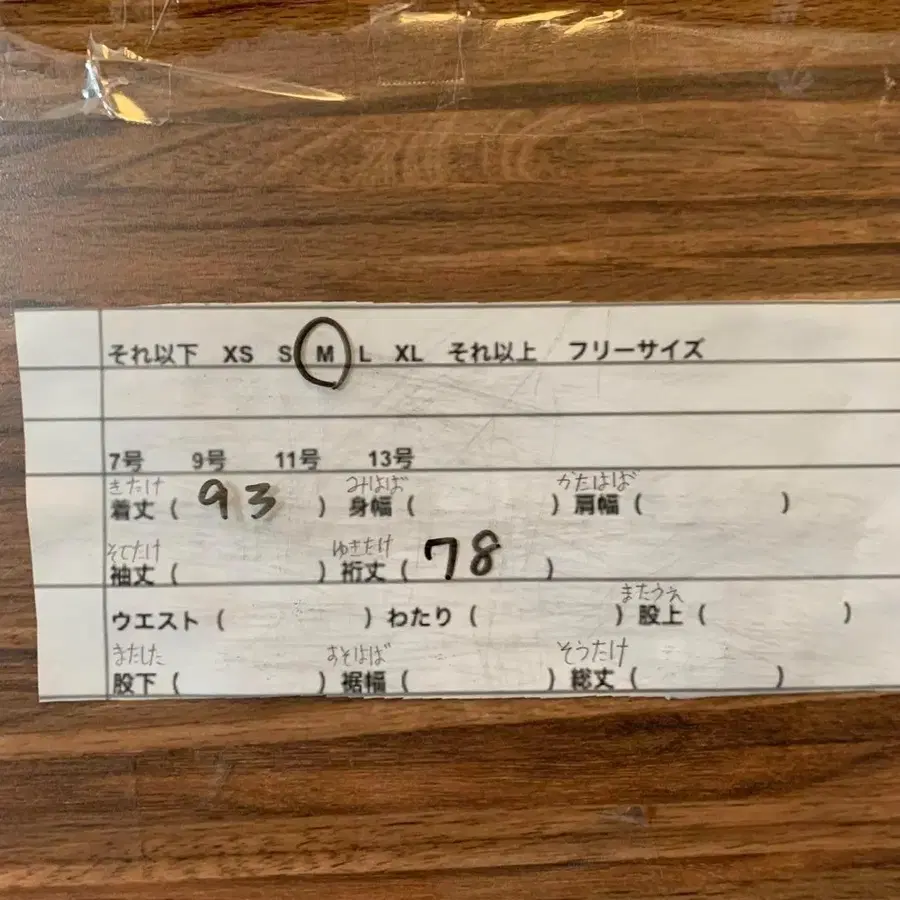 それ以下 XS S M L XL それ以上 フリーサイズ
7号 9号 11号 13号
きたけ みはば かたはば
着丈 ( 93 ) 身幅 ( ) 肩幅 ( )
そでたけ ゆきたけ
袖丈 ( ) 裄丈 ( 78 )
またうえ
ウエスト ( ) わたり ( ) 股上 ( )
またした すそはば そうたけ
股下 ( ) 裾幅 ( ) 総丈 ( )